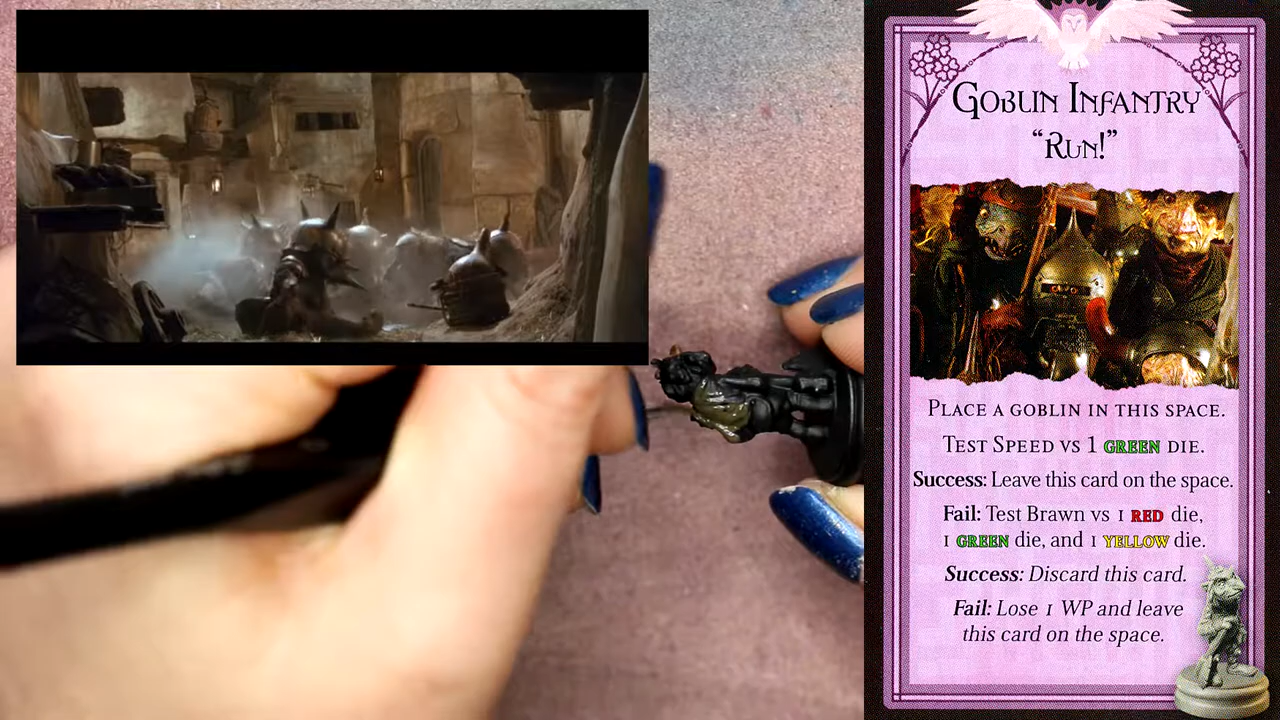 Goblin Infantry
“Run!”
Place a goblin in this space.
Test Speed vs 1 GREEN die.
Success: Leave this card on the space.
Fail: Test Brawn vs 1 RED die,
1 GREEN die, and 1 YELLOW die.
Success: Discard this card.
Fail: Lose 1 WP and leave
this card on the space.